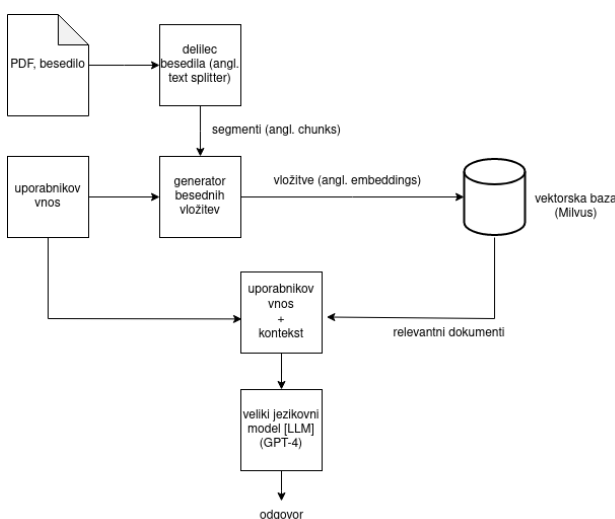 PDF, besedilo
delilec
besedila (angl.
text splitter)
segmenti (angl. chunks)
uporabnikov
vnos
generator
besednih
vložitev
vložitve (angl. embeddings)
vektorska baza
(Milvus)
uporabnikov
vnos
+
kontekst
relevantni dokumenti
veliki jezikovni
model [LLM]
(GPT-4)
odgovor